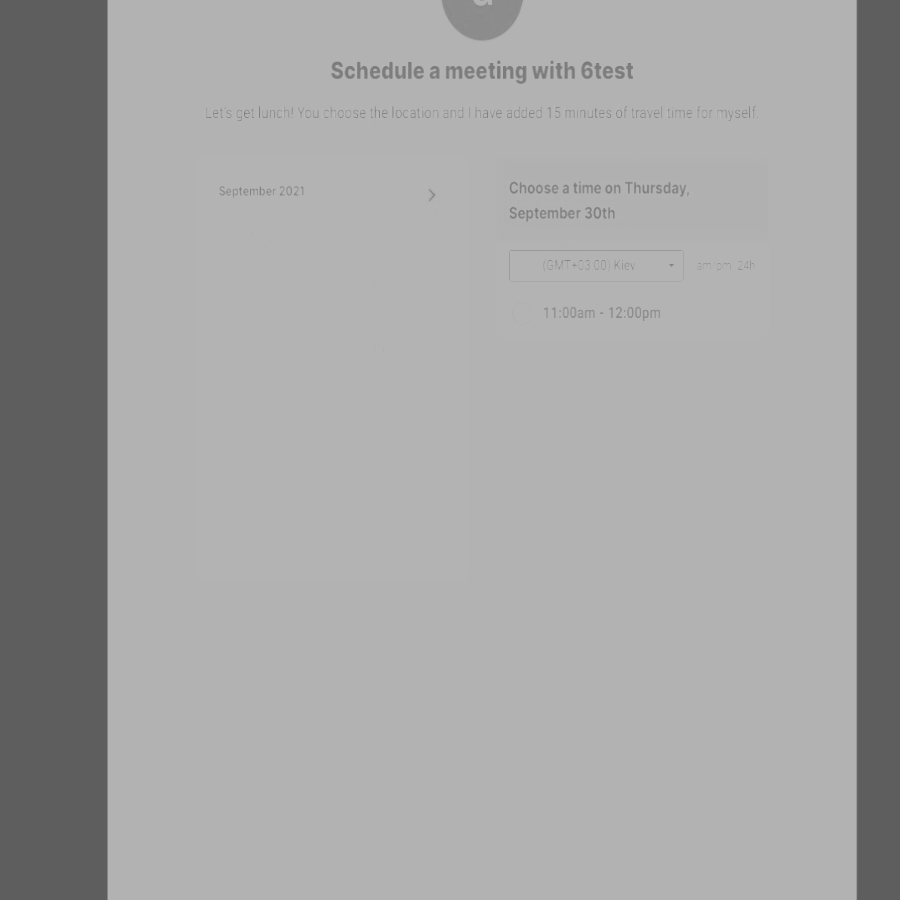 a
Schedule a meeting with 6test
Let's get lunch! You choose the location and I have added 15 minutes of travel time for myself.
September 2021
Choose a time on Thursday,
September 30th
(GMT+03:00) Kiev
am/pm 24h
11:00am - 12:00pm